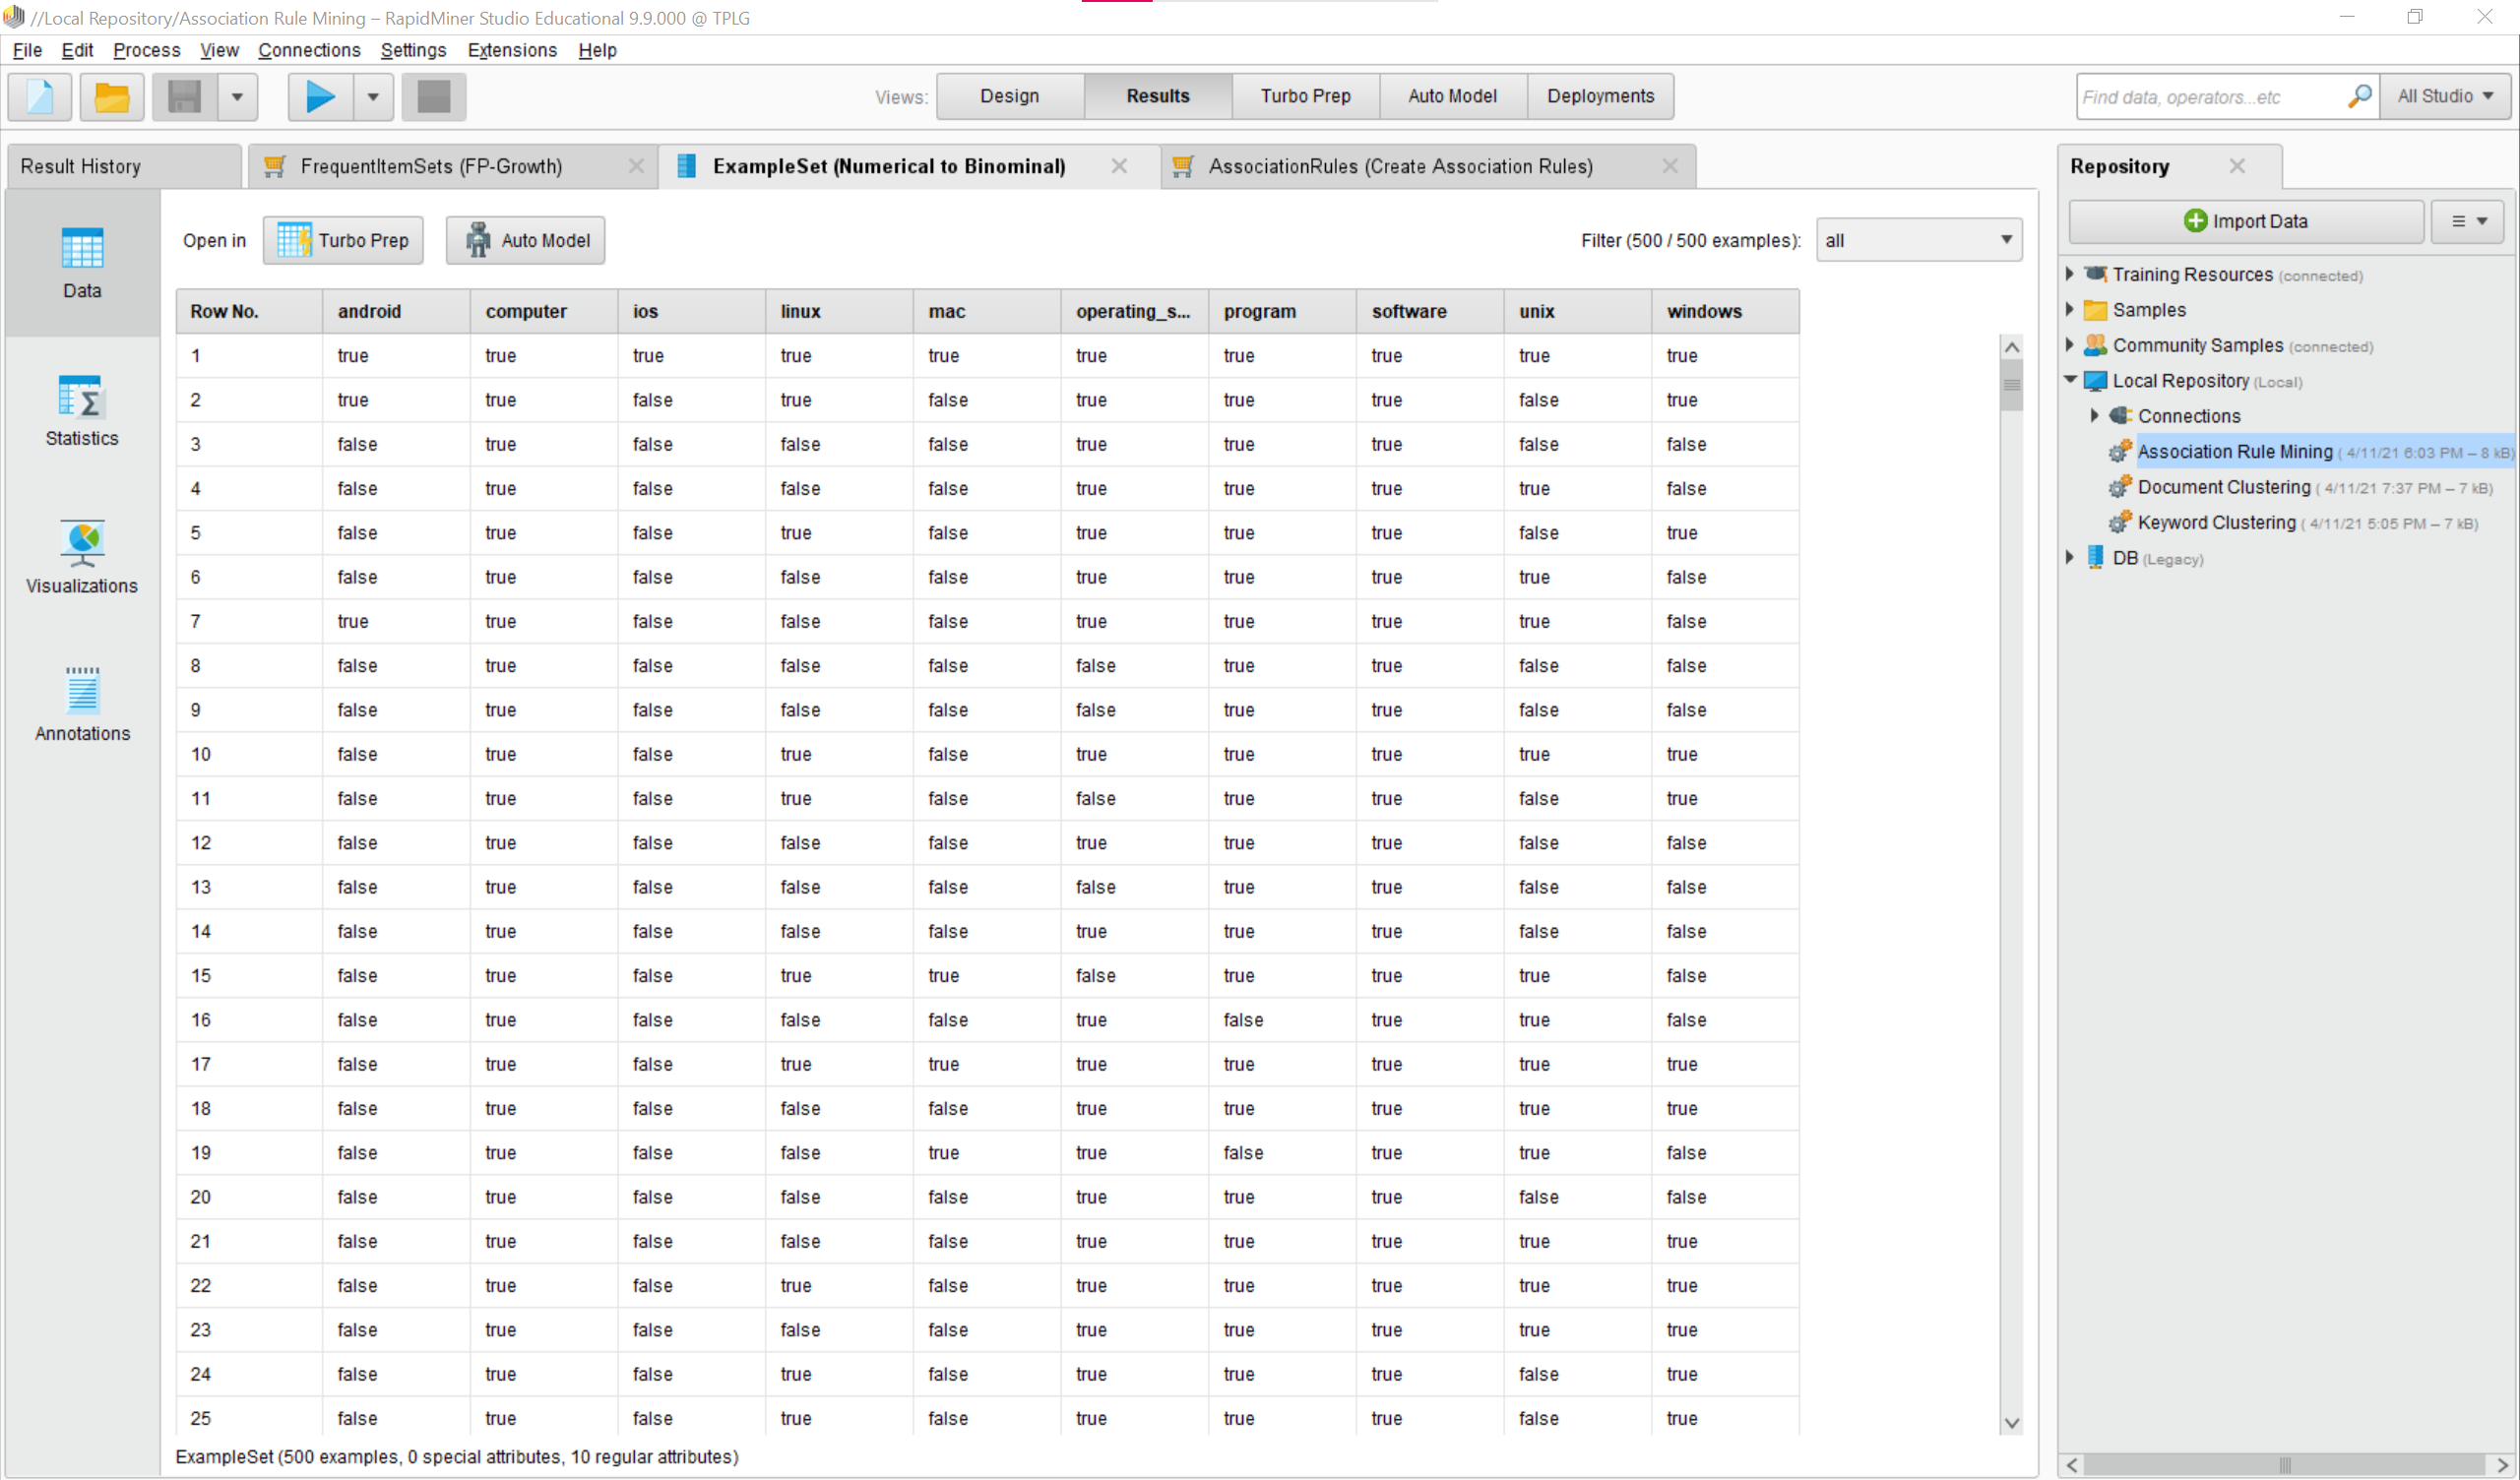 //Local Repository/Association Rule Mining – RapidMiner Studio Educational 9.9.000 @ TPLG
File Edit Process View Connections Settings Extensions Help
Views: Design Results Turbo Prep Auto Model Deployments
Find data, operators...etc All Studio
Result History FrequentItemSets (FP-Growth) ExampleSet (Numerical to Binominal) AssociationRules (Create Association Rules)
Data
Statistics
Visualizations
Annotations
Open in Turbo Prep Auto Model Filter (500 / 500 examples): all
Row No. android computer ios linux mac operating_s... program software unix windows
1 true true true true true true true true true true
2 true true false true false true true true false true
3 false true false false false true true true false false
4 false true false false false true true true true false
5 false true false true false true true true false true
6 false true false false false true true true true false
7 true true false false false true true true true false
8 false true false false false false true true false false
9 false true false false false false true true false false
10 false true false true false true true true true true
11 false true false true false false true true false true
12 false true false false false true true true false false
13 false true false false false false true true false false
14 false true false false false true true true false false
15 false true false true true false true true true false
16 false true false false false true false true true false
17 false true false true true true true true true true
18 false true false false false true true true true true
19 false true false false true true false true true false
20 false true false false false true true true false false
21 false true false false false true true true true true
22 false true false true false true true true true true
23 false true false false false true true true true true
24 false true false true false true true true false true
25 false true false true false true true true false true
ExampleSet (500 examples, 0 special attributes, 10 regular attributes)
Repository
Import Data
Training Resources (connected)
Samples
Community Samples (connected)
Local Repository (Local)
Connections
Association Rule Mining ( 4/11/21 6:03 PM – 8 kB)
Document Clustering ( 4/11/21 7:37 PM – 7 kB)
Keyword Clustering ( 4/11/21 5:05 PM – 7 kB)
DB (Legacy)